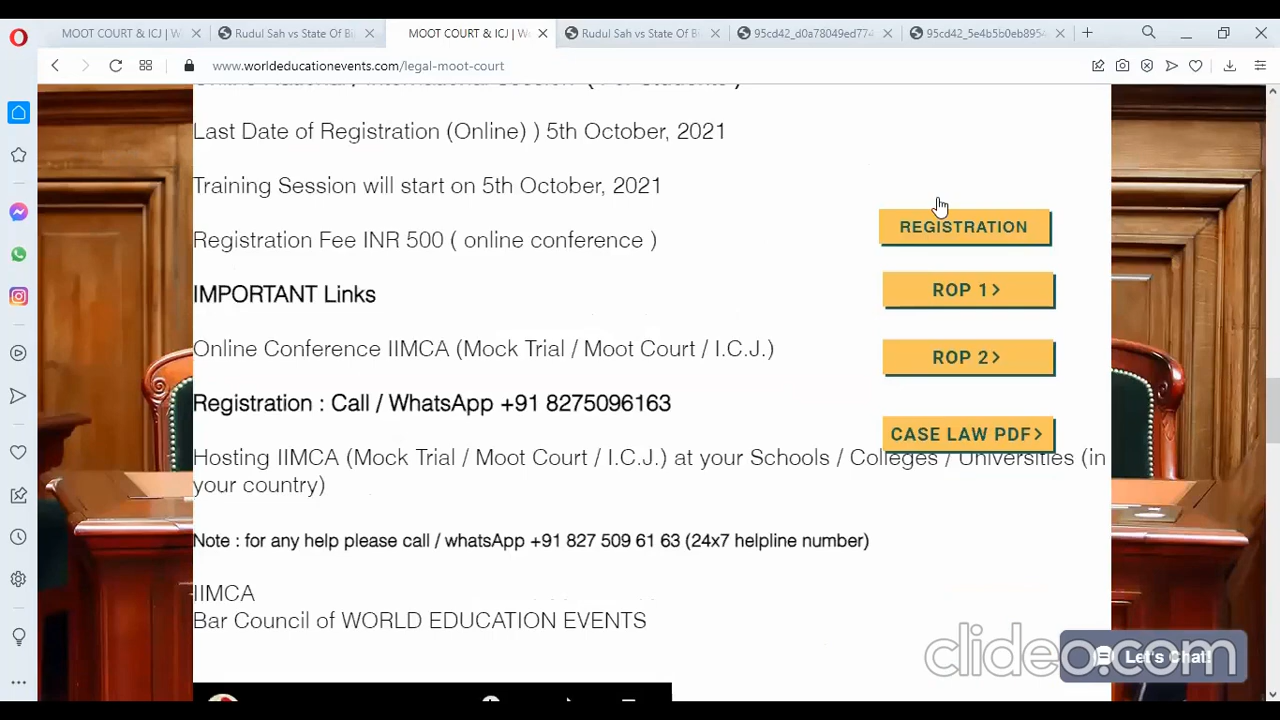 MOOT COURT & ICJ | W
Rudul Sah vs State Of B
MOOT COURT & ICJ | W
Rudul Sah vs State Of B
95cd42_d0a78049ed774
95cd42_5e4b5b0eb8954
www.worldeducationevents.com/legal-moot-court
Last Date of Registration (Online) ) 5th October, 2021
Training Session will start on 5th October, 2021
REGISTRATION
Registration Fee INR 500 ( online conference )
IMPORTANT Links
ROP 1>
Online Conference IIMCA (Mock Trial / Moot Court / I.C.J.)
ROP 2>
Registration : Call / WhatsApp +91 8275096163
CASE LAW PDF>
Hosting IIMCA (Mock Trial / Moot Court / I.C.J.) at your Schools / Colleges / Universities (in
your country)
Note : for any help please call / whatsApp +91 827 509 61 63 (24x7 helpline number)
IIMCA
Bar Council of WORLD EDUCATION EVENTS
clideo.com
Let's Chat!